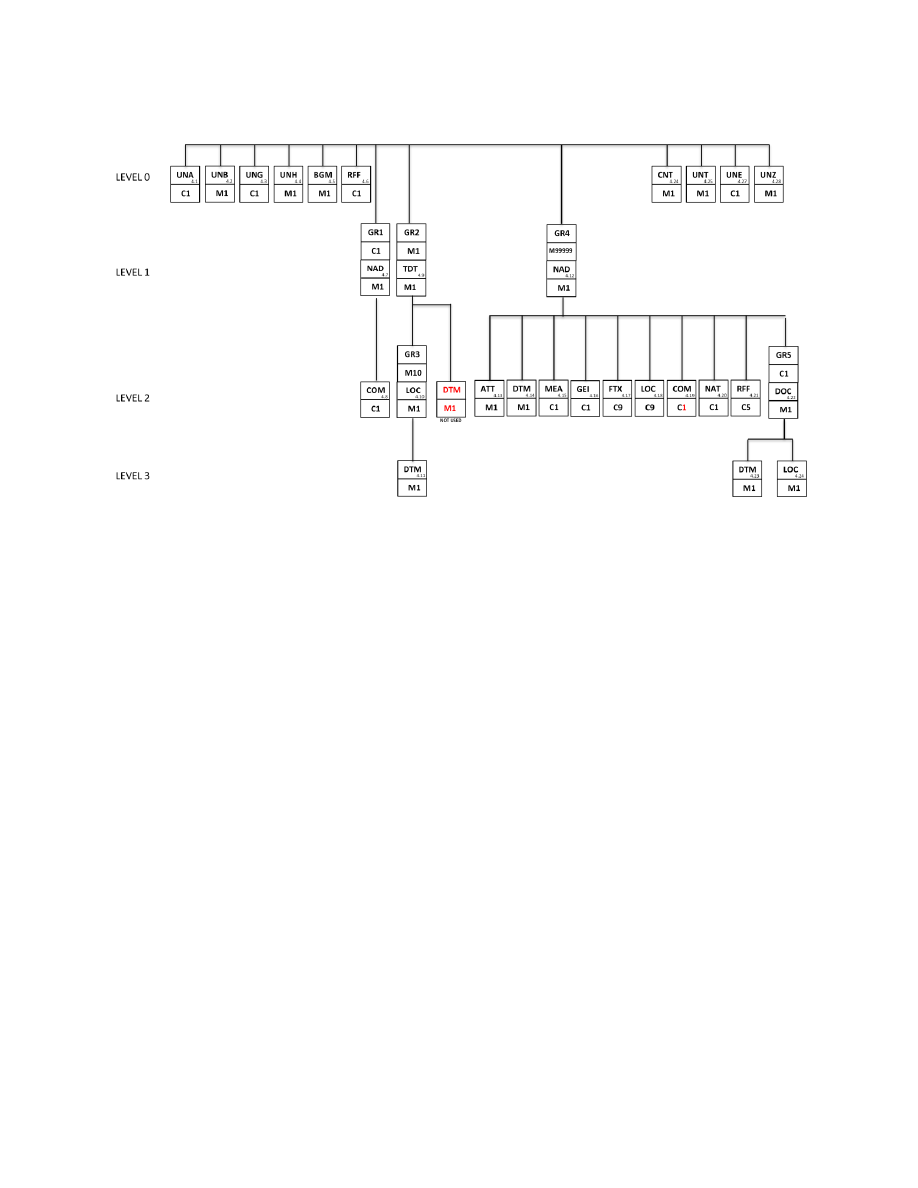 LEVEL 0
UNA 4.1 UNB 4.2 UNG 4.3 UNH 4.4 BGM 4.5 RFF 4.6 CNT 4.24 UNT 4.25 UNE 4.27 UNZ 4.28
C1 M1 C1 M1 M1 C1 M1 M1 C1 M1
GR1 GR2 GR4
C1 M1 M99999
LEVEL 1
NAD 4.7 TDT 4.9 NAD 4.12
M1 M1 M1
GR3 GR5
M10 C1
LEVEL 2
COM 4.8 LOC 4.10 DTM ATT 4.13 DTM 4.14 MEA 4.15 GEI 4.16 FTX 4.17 LOC 4.18 COM 4.19 NAT 4.20 RFF 4.21 DOC 4.22
C1 M1 M1 M1 M1 C1 C1 C9 C9 C1 C1 C5 M1
NOT USED
LEVEL 3
DTM 4.11 DTM 4.23 LOC 4.24
M1 M1 M1